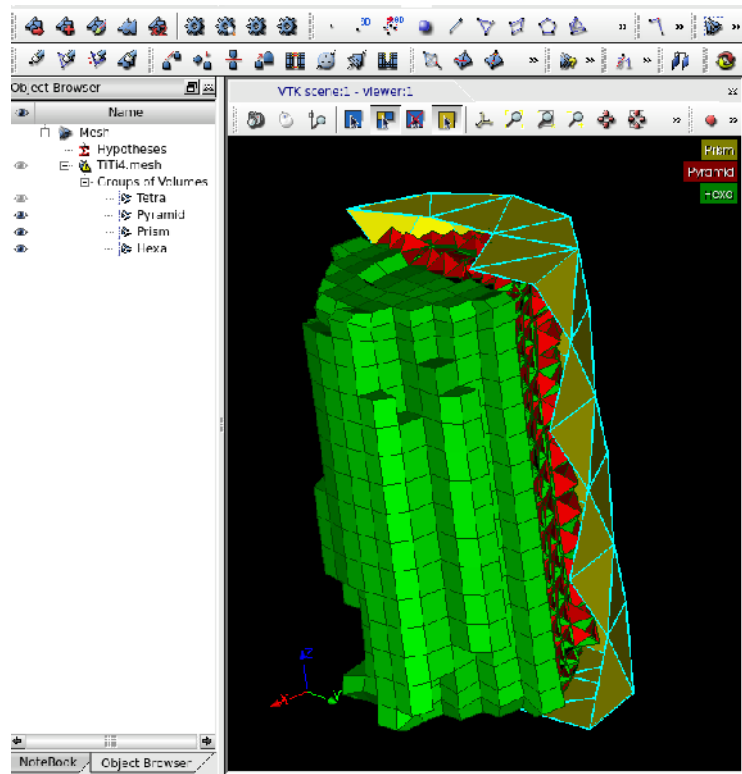 Object Browser
VTK scene:1 - viewer:1
Name
Mesh
Hypotheses
TiTi4.mesh
Groups of Volumes
Tetra
Pyramid
Prism
Hexa
Prism
Pyramid
Hexa
Z
X
Y
NoteBook
Object Browser